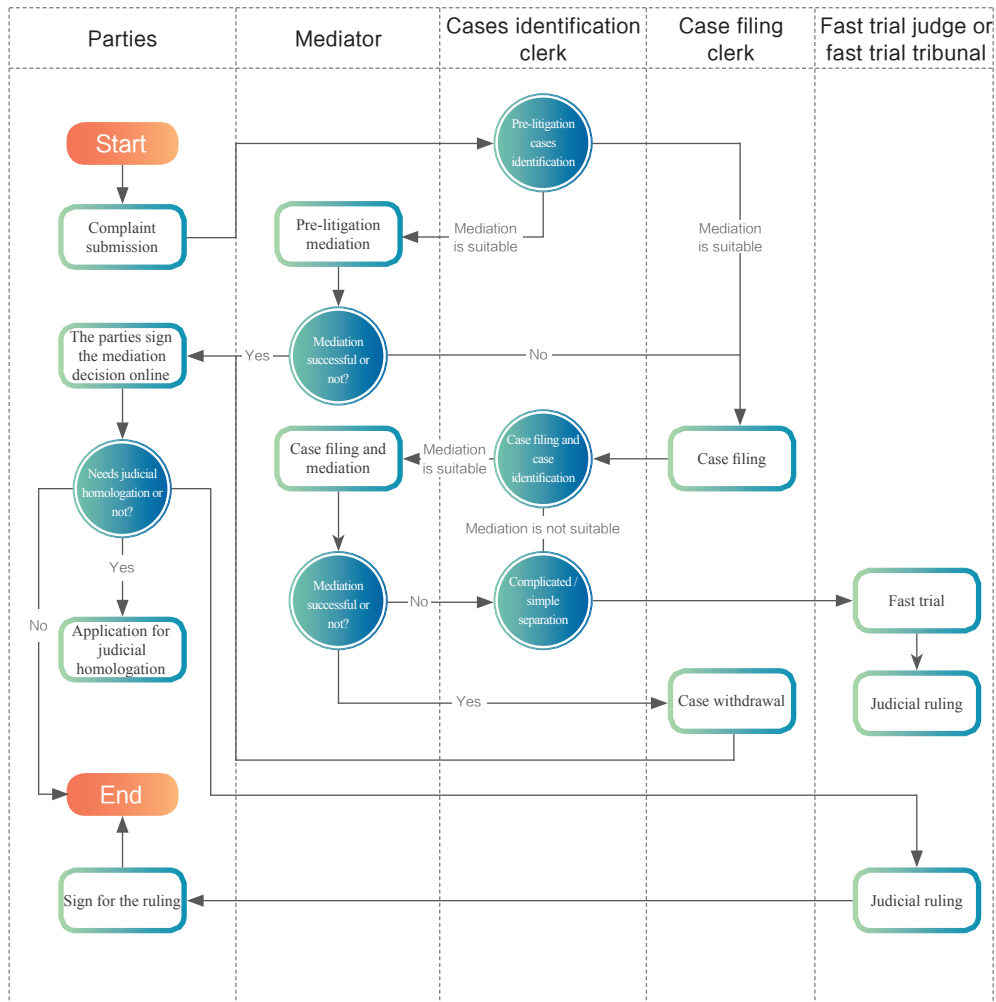 Parties
Mediator
Cases identification
clerk
Case filing
clerk
Fast trial judge or
fast trial tribunal
Start
Pre-litigation
cases
identification
Complaint
submission
Pre-litigation
mediation
Mediation
is suitable
Mediation
is suitable
The parties sign
the mediation
decision online
Yes
Mediation
successful or
not?
No
Needs judicial
homologation or
not?
Case filing and
mediation
Mediation
is suitable
Case filing and
case
identification
Case filing
Mediation is not suitable
Yes
No
Application for
judicial
homologation
Mediation
successful or
not?
No
Complicated /
simple
separation
Fast trial
Yes
Case withdrawal
Judicial ruling
End
Sign for the ruling
Judicial ruling